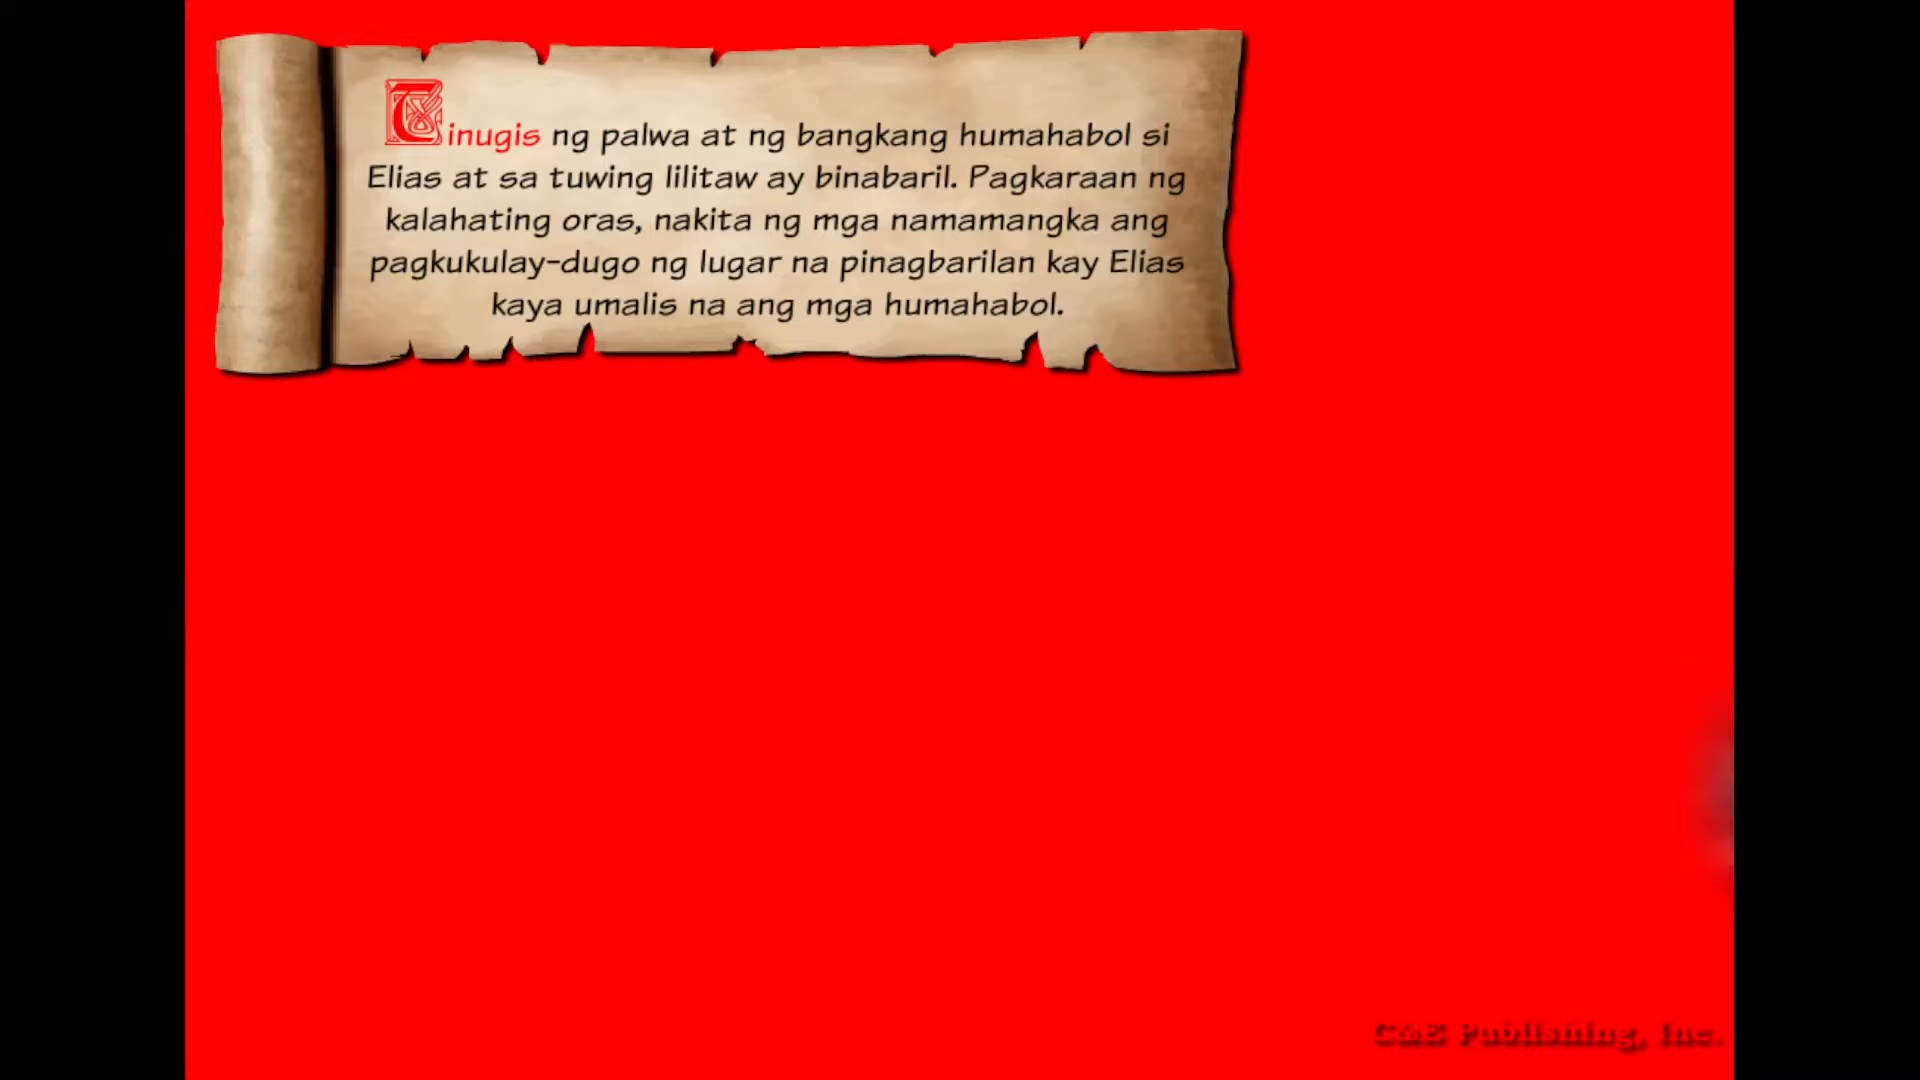 Tinugis ng palwa at ng bangkang humahabol si
Elias at sa tuwing lilitaw ay binabaril. Pagkaraan ng
kalahating oras, nakita ng mga namamangka ang
pagkukulay-dugo ng lugar na pinagbarilan kay Elias
kaya umalis na ang mga humahabol.
C&E Publishing, Inc.